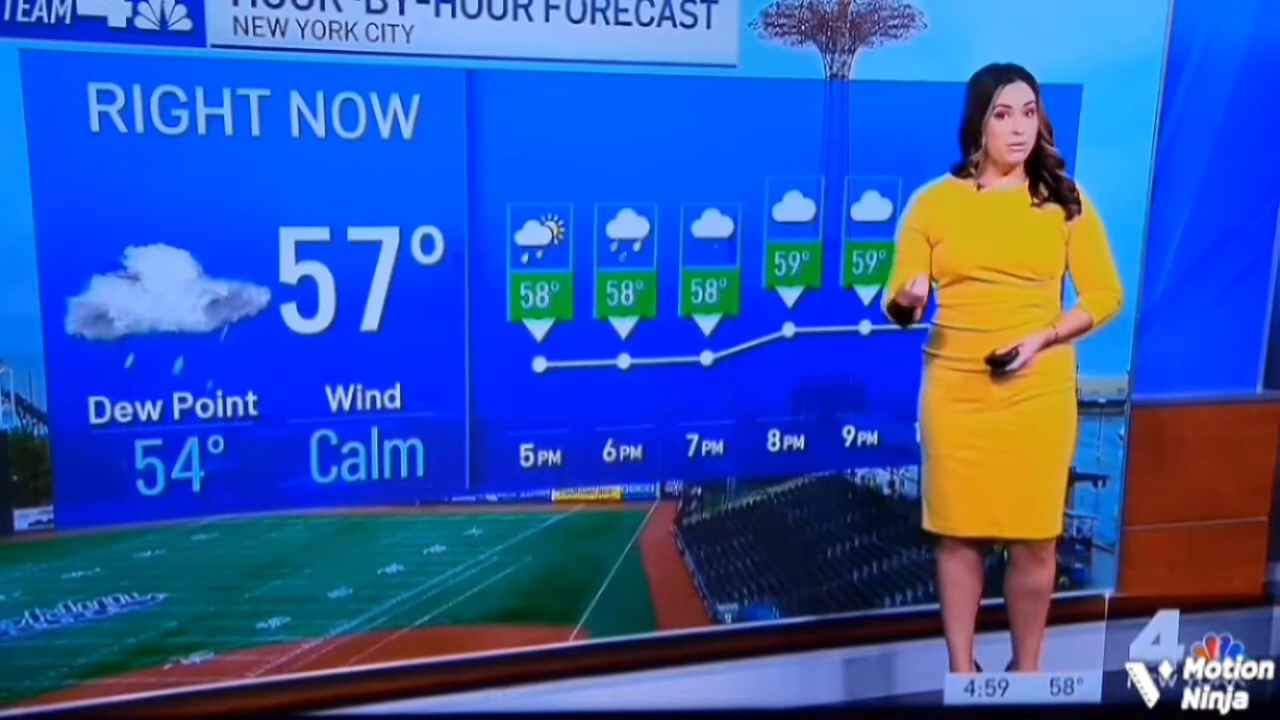 TEAM 4
HOUR-BY-HOUR FORECAST
NEW YORK CITY
RIGHT NOW
57°
Dew Point
54°
Wind
Calm
58° 58° 58° 59° 59°
5PM 6PM 7PM 8PM 9PM
4
4:59 58°
Motion
Ninja